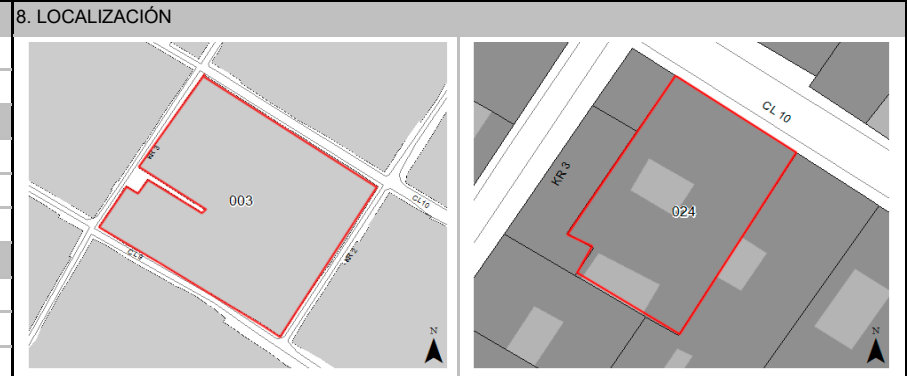 8. LOCALIZACIÓN
KR 3
003
CL 10
CL 9
KR 2
N
CL 10
KR 3
024
N